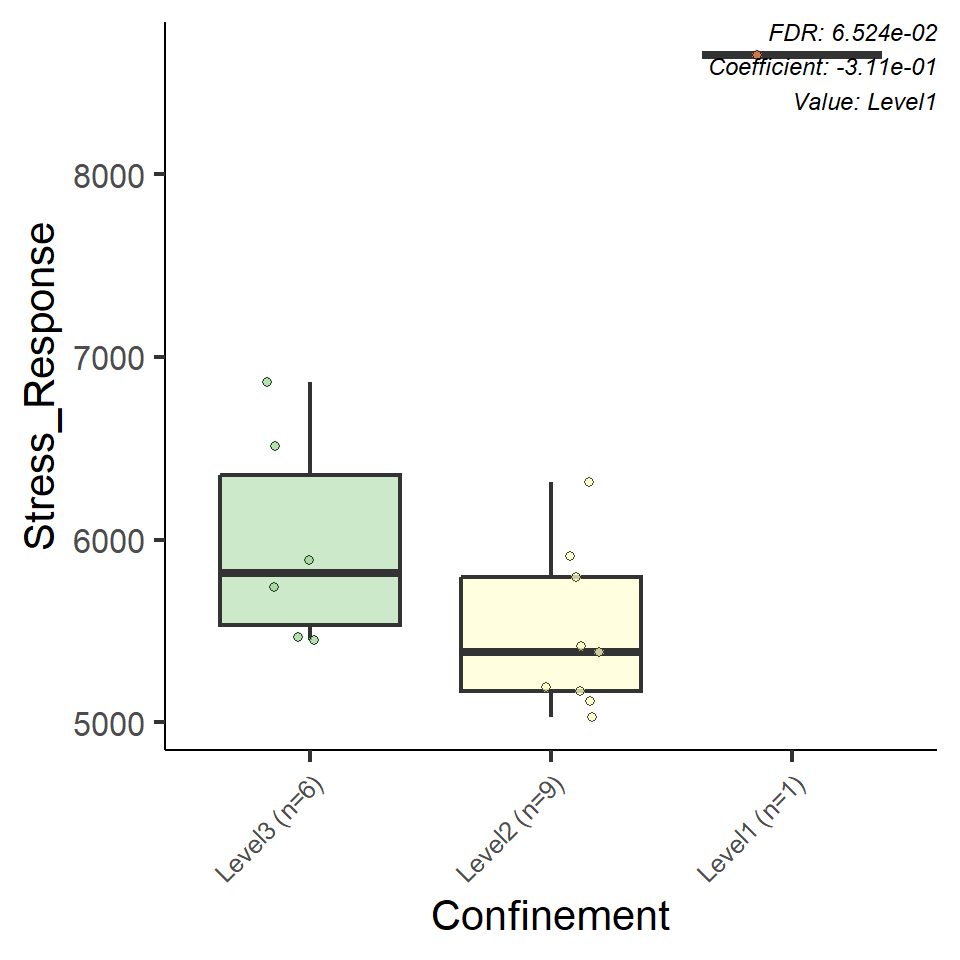 FDR: 6.524e-02
Coefficient: -3.11e-01
Value: Level1
8000
7000
6000
5000
Stress_Response
Level3 (n=6)
Level2 (n=9)
Level1 (n=1)
Confinement